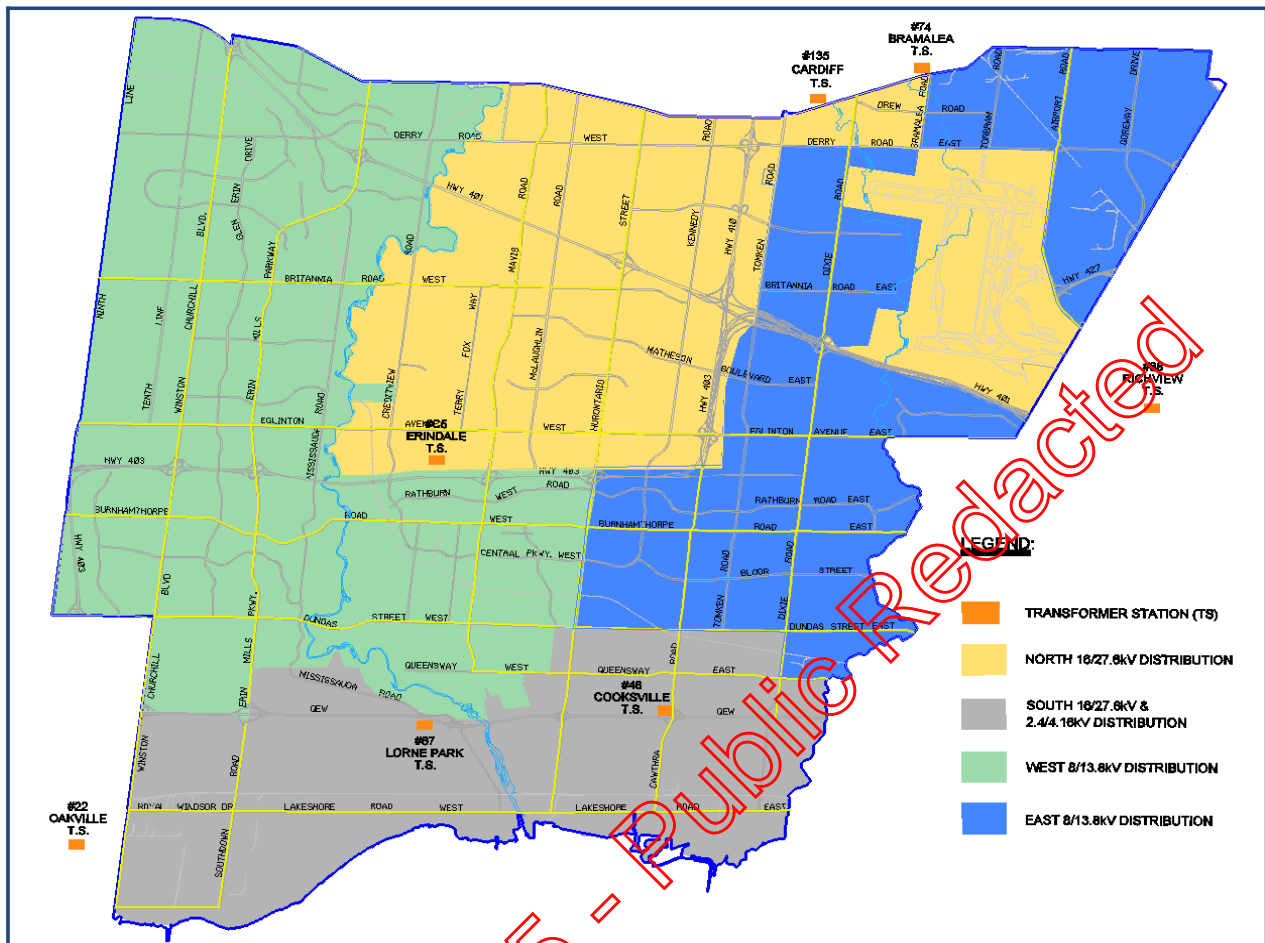 #74
BRAMALEA
T.S.
#135
CARDIFF
T.S.
LINE
DERRY
ROAD
WEST
ROAD
DREW
ROAD
BRAMALEA ROAD
DERRY
ROAD
EAST
TORBRAM
ROAD
AIRPORT
ROAD
GOREWAY
DRIVE
HWY 401
GLEN
ERIN
DRIVE
BLVD.
PARKWAY
ROAD
MAVIS
ROAD
ROAD
STREET
KENNEDY
HWY 410
TOMKEN
ROAD
DIXIE
ROAD
BRITANNIA
ROAD
WEST
BRITANNIA
ROAD
EAST
HWY 427
NINTH
LINE
CHURCHILL
MILLS
WAY
FOX
TERRY
McLAUGHLIN
MATHESON
BOULEVARD
EAST
HWY 403
HWY 401
RICHVIEW
T.S.
TENTH
WINSTON
ERIN
ROAD
CREDITVIEW
HURONTARIO
EGLINTON
WEST
EGLINTON
AVENUE
EAST
ERINDALE
T.S.
MISSISSAUGA
HWY 403
HWY 403
RATHBURN
WEST
ROAD
RATHBURN
ROAD
EAST
BURNHAMTHORPE
ROAD
WEST
BURNHAMTHORPE
ROAD
EAST
HWY 403
CENTRAL PKWY. WEST
TOMKEN
ROAD
BLOOR
STREET
DIXIE
ROAD
LEGEND:
BLVD
PKWY.
DUNDAS
STREET
WEST
DUNDAS STREET EAST
TRANSFORMER STATION (TS)
CHURCHILL
MILLS
QUEENSWAY
WEST
QUEENSWAY
EAST
ROAD
NORTH 16/27.6kV DISTRIBUTION
MISSISSAUGA
ROAD
QEW
#46
COOKSVILLE
T.S.
QEW
SOUTH 16/27.6kV &
2.4/4.16kV DISTRIBUTION
WINSTON
ERIN
ROAD
LORNE PARK
T.S.
CAWTHRA
WEST 8/13.8kV DISTRIBUTION
#22
OAKVILLE
T.S.
ROYAL
WINDSOR DR
LAKESHORE
ROAD
WEST
LAKESHORE
ROAD
EAST
EAST 8/13.8kV DISTRIBUTION
SOUTHDOWN
5 - Public Redacted